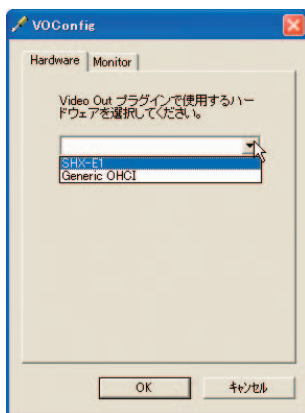 VOConfig
Hardware
Monitor
Video Out プラグインで使用するハー
ドウェアを選択してください。
SHX-E1
Generic OHCI
OK
キャンセル